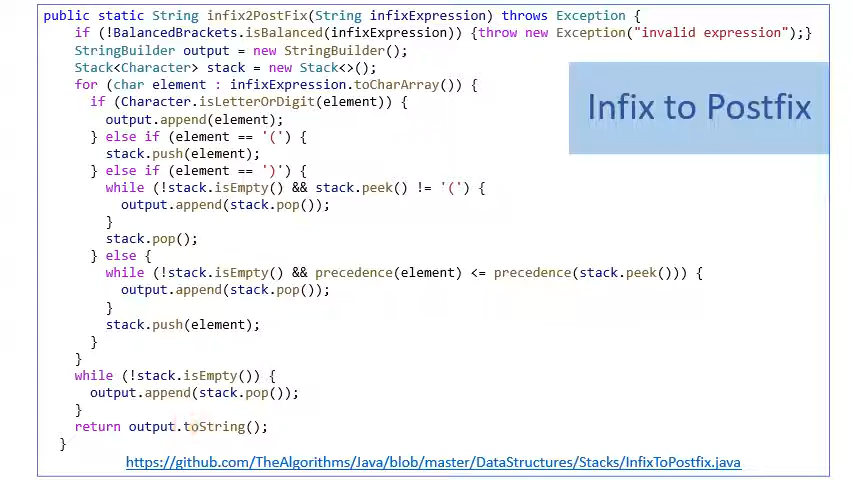 public static String infix2PostFix(String infixExpression) throws Exception {
if (!BalancedBrackets.isBalanced(infixExpression)) {throw new Exception("invalid expression");}
StringBuilder output = new StringBuilder();
Stack<Character> stack = new Stack<>();
for (char element : infixExpression.toCharArray()) {
if (Character.isLetterOrDigit(element)) {
output.append(element);
} else if (element == '(') {
stack.push(element);
} else if (element == ')') {
while (!stack.isEmpty() && stack.peek() != '(') {
output.append(stack.pop());
}
stack.pop();
} else {
while (!stack.isEmpty() && precedence(element) <= precedence(stack.peek())) {
output.append(stack.pop());
}
stack.push(element);
}
}
while (!stack.isEmpty()) {
output.append(stack.pop());
}
return output.toString();
}
Infix to Postfix
https://github.com/TheAlgorithms/Java/blob/master/DataStructures/Stacks/InfixToPostfix.java